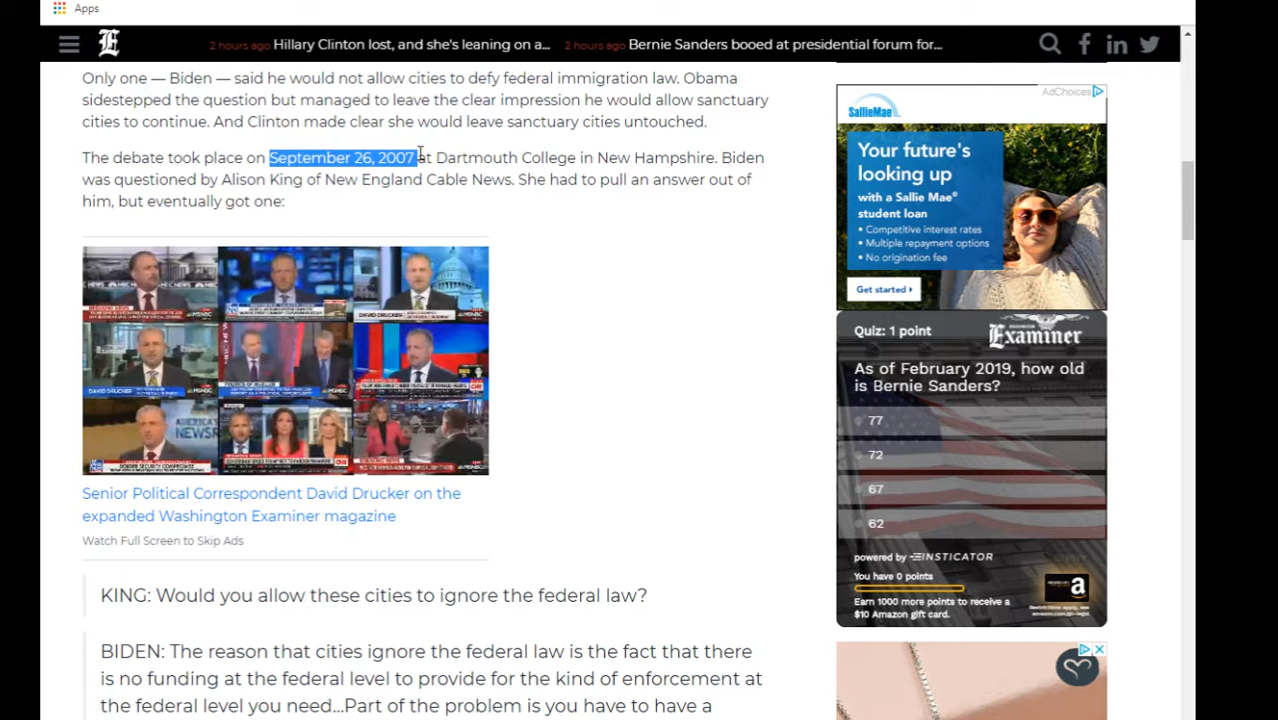 Apps
E
2 hours ago Hillary Clinton lost, and she's leaning on a...
2 hours ago Bernie Sanders booed at presidential forum for...
Only one — Biden — said he would not allow cities to defy federal immigration law. Obama
sidestepped the question but managed to leave the clear impression he would allow sanctuary
cities to continue. And Clinton made clear she would leave sanctuary cities untouched.
The debate took place on September 26, 2007 at Dartmouth College in New Hampshire. Biden
was questioned by Alison King of New England Cable News. She had to pull an answer out of
him, but eventually got one:
DAVID DRUCKER
DAVID DRUCKER
MSNBC
BORDER SECURITY COMPROMISE
Senior Political Correspondent David Drucker on the
expanded Washington Examiner magazine
Watch Full Screen to Skip Ads
KING: Would you allow these cities to ignore the federal law?
BIDEN: The reason that cities ignore the federal law is the fact that there
is no funding at the federal level to provide for the kind of enforcement at
the federal level you need...Part of the problem is you have to have a
AdChoices
SallieMae
Your future's
looking up
with a Sallie Mae®
student loan
• Competitive interest rates
• Multiple repayment options
• No origination fee
Get started
Quiz: 1 point
WASHINGTON
Examiner
As of February 2019, how old
is Bernie Sanders?
77
72
67
62
powered by INSTICATOR
You have 0 points
Earn 1000 more points to receive a
$10 Amazon gift card.